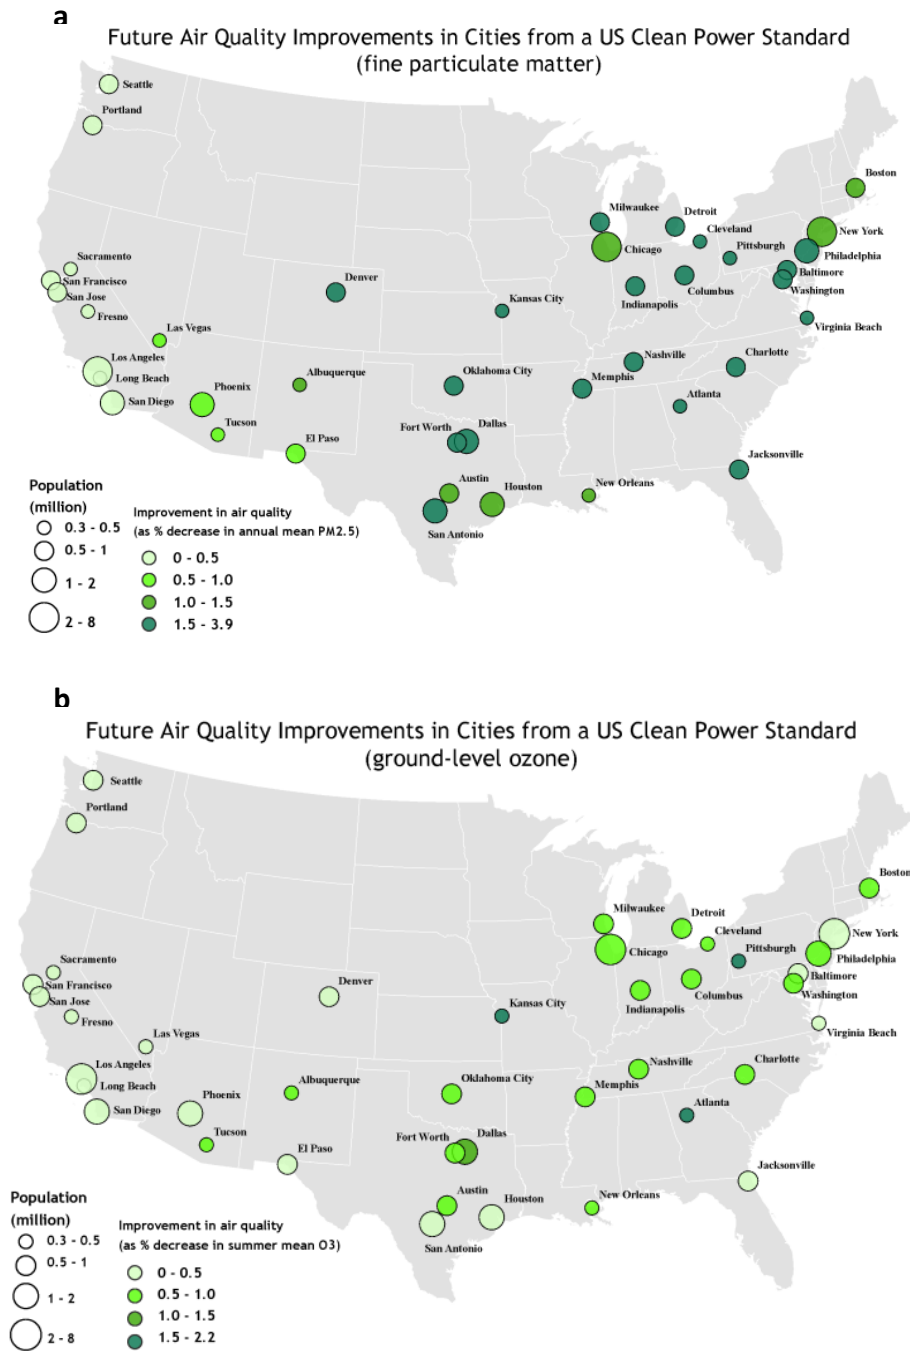 a
Future Air Quality Improvements in Cities from a US Clean Power Standard
(fine particulate matter)
Seattle
Portland
Boston
Milwaukee
Detroit
Cleveland
New York
Chicago
Pittsburgh
Philadelphia
Sacramento
San Francisco
San Jose
Fresno
Denver
Baltimore
Washington
Columbus
Indianapolis
Kansas City
Virginia Beach
Las Vegas
Los Angeles
Long Beach
San Diego
Phoenix
Tucson
Albuquerque
El Paso
Oklahoma City
Nashville
Memphis
Charlotte
Atlanta
Fort Worth
Dallas
Jacksonville
Austin
Houston
New Orleans
San Antonio
Population
(million)
0.3 - 0.5
0.5 - 1
1 - 2
2 - 8
Improvement in air quality
(as % decrease in annual mean PM2.5)
0 - 0.5
0.5 - 1.0
1.0 - 1.5
1.5 - 3.9
b
Future Air Quality Improvements in Cities from a US Clean Power Standard
(ground-level ozone)
Seattle
Portland
Boston
Milwaukee
Detroit
Cleveland
New York
Chicago
Pittsburgh
Philadelphia
Sacramento
San Francisco
San Jose
Fresno
Denver
Baltimore
Washington
Columbus
Indianapolis
Kansas City
Virginia Beach
Las Vegas
Los Angeles
Long Beach
San Diego
Phoenix
Tucson
Albuquerque
El Paso
Oklahoma City
Nashville
Memphis
Charlotte
Atlanta
Fort Worth
Dallas
Jacksonville
Austin
Houston
New Orleans
San Antonio
Population
(million)
0.3 - 0.5
0.5 - 1
1 - 2
2 - 8
Improvement in air quality
(as % decrease in summer mean O3)
0 - 0.5
0.5 - 1.0
1.0 - 1.5
1.5 - 2.2